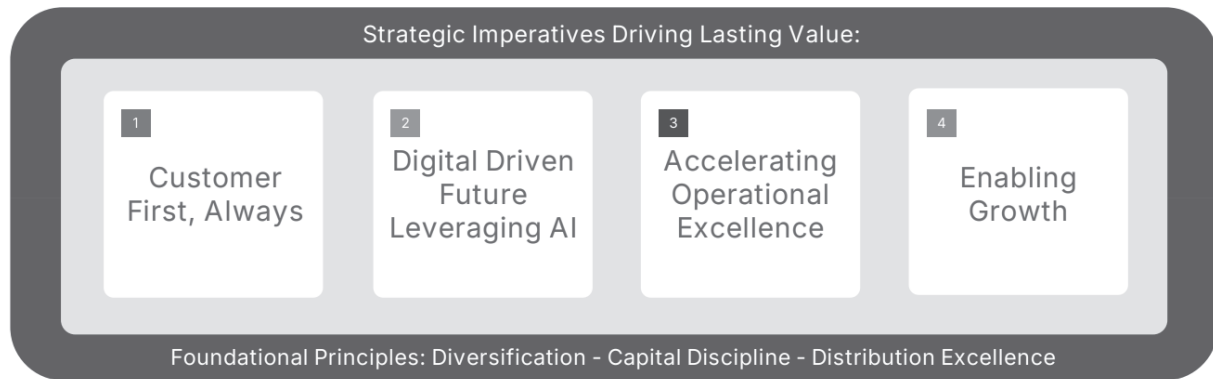 Strategic Imperatives Driving Lasting Value:
1
Customer
First, Always
2
Digital Driven
Future
Leveraging AI
3
Accelerating
Operational
Excellence
4
Enabling
Growth
Foundational Principles: Diversification - Capital Discipline - Distribution Excellence